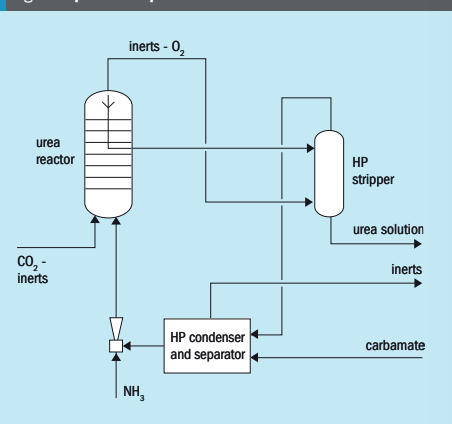 inerts - O₂
urea
reactor
HP
stripper
urea solution
CO₂ -
inerts
inerts
HP condenser
and separator
carbamate
NH₃